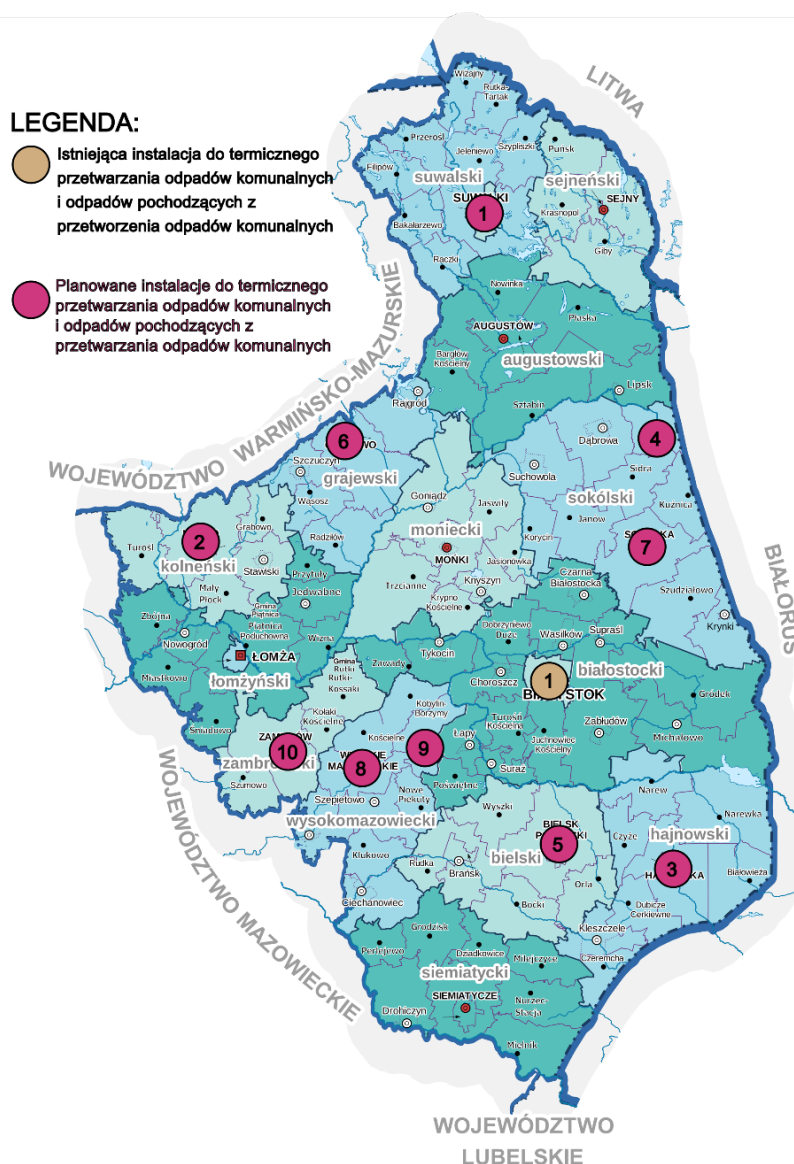 LEGENDA:
Istniejąca instalacja do termicznego
przetwarzania odpadów komunalnych
i odpadów pochodzących z
przetworzenia odpadów komunalnych
Planowane instalacje do termicznego
przetwarzania odpadów komunalnych
i odpadów pochodzących z
przetwarzania odpadów komunalnych
LITWA
WOJEWÓDZTWO WARMIŃSKO-MAZURSKIE
BIAŁORUŚ
WOJEWÓDZTWO MAZOWIECKIE
WOJEWÓDZTWO
LUBELSKIE
Wiżajny
Rutka-
Tartak
Przerośl
Szypliszki
Puńsk
Jeleniewo
Filipów
suwalski
sejneński
SUWAŁKI
1
Krasnopol
SEJNY
Bakałarzewo
Giby
Raczki
Nowinka
Płaska
AUGUSTÓW
Bargłów
Kościelny
augustowski
Lipsk
Rajgród
Sztabin
6
Dąbrowa
4
Szczuczyn
grajewski
Suchowola
Sidra
Wąsosz
Goniądz
sokólski
Kuźnica
Grabowo
Jaświły
Janów
moniecki
Korycin
2
Radziłów
7
Turośl
MOŃKI
Jasionówka
kolneński
Stawiski
Przytuły
Czarna
Białostocka
Trzcianne
Knyszyn
Mały
Płock
Jedwabne
Krypno
Kościelne
Szudziałowo
Zbójna
Gmina
Piątnica
Piątnica
Poduchowna
Krynki
Nowogród
Wizna
Dobrzyniewo
Duże
Wasilków
Supraśl
Tykocin
ŁOMŻA
Gmina
Rutki
Rutki-
Kossaki
Zawady
Choroszcz
białostocki
Miastkowo
łomżyński
1
BIAŁYSTOK
Gródek
Kobylin-
Borzymy
Kołaki
Kościelne
Śniadowo
Turośń
Kościelna
Zabłudów
Michałowo
Kościelne
Łapy
Juchnowiec
Kościelny
10
9
zambrowski
8
Suraż
Szumowo
Poświętne
Nowe
Piekuty
Narew
Szepietowo
Wyszki
Narewka
wysokomazowiecki
Czyże
hajnowski
5
bielski
Klukowo
Rudka
Brańsk
3
Białowieża
Orla
Ciechanowiec
Boćki
Dubicze
Cerkiewne
Kleszczele
Grodzisk
Perlejewo
Dziadkowice
Milejczyce
Czeremcha
siemiatycki
SIEMIATYCZE
Nurzec-
Stacja
Drohiczyn
Mielnik